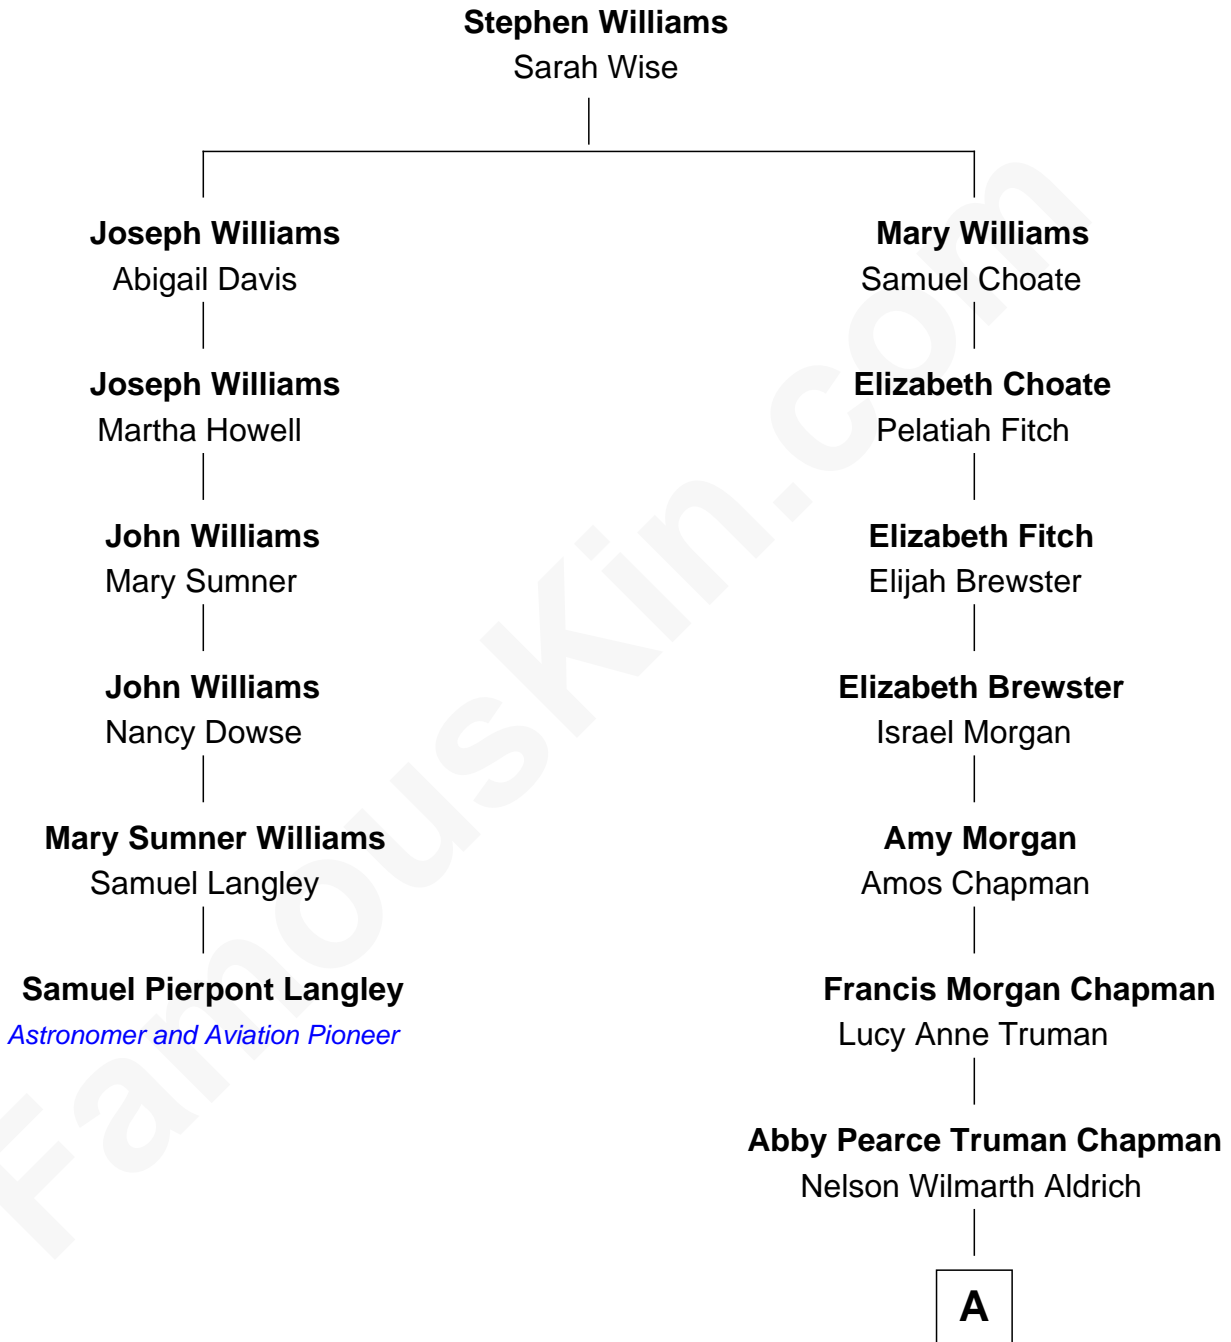 Stephen Williams
Sarah Wise
Joseph Williams
Abigail Davis
Joseph Williams
Martha Howell
John Williams
Mary Sumner
John Williams
Nancy Dowse
Mary Sumner Williams
Samuel Langley
Samuel Pierpont Langley
Astronomer and Aviation Pioneer
Mary Williams
Samuel Choate
Elizabeth Choate
Pelatiah Fitch
Elizabeth Fitch
Elijah Brewster
Elizabeth Brewster
Israel Morgan
Amy Morgan
Amos Chapman
Francis Morgan Chapman
Lucy Anne Truman
Abby Pearce Truman Chapman
Nelson Wilmarth Aldrich
A
FamousKin.com